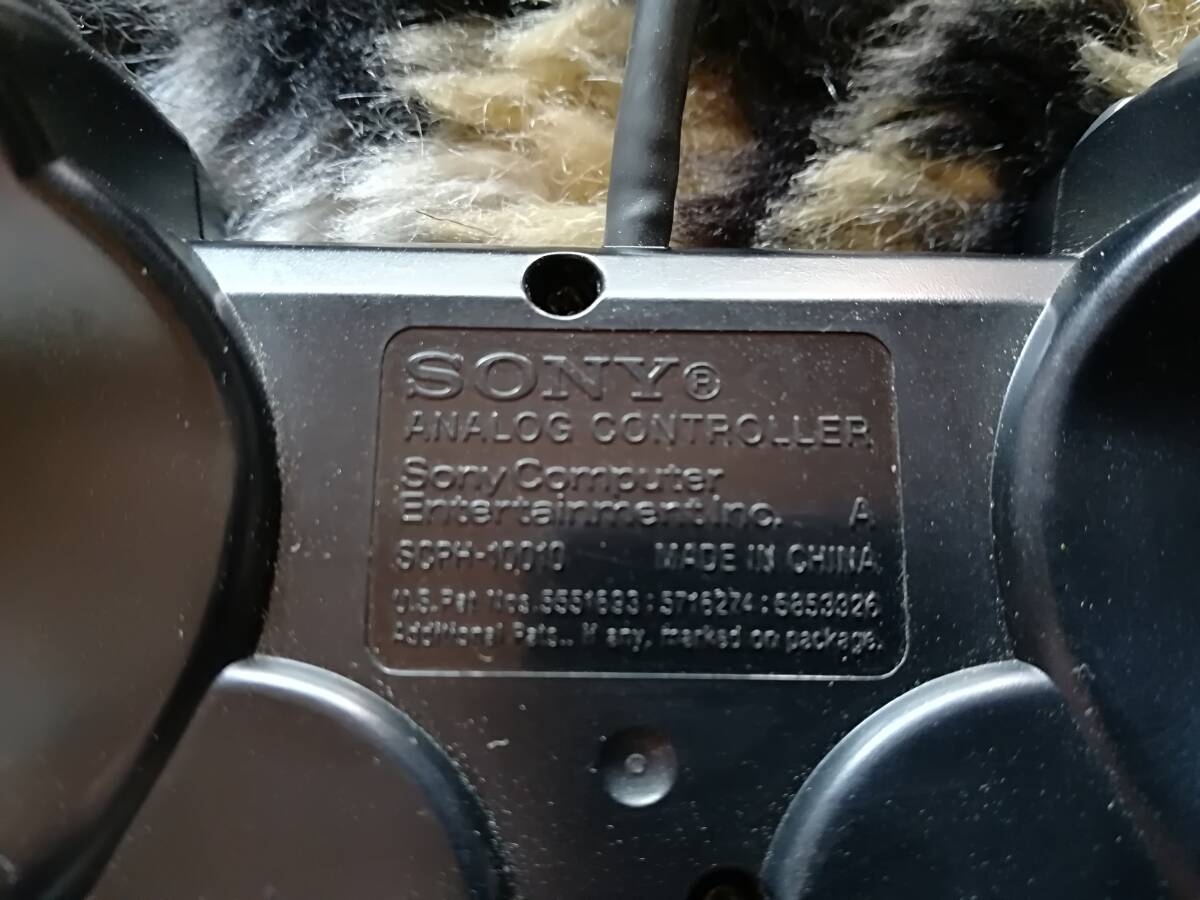 SONY®
ANALOG CONTROLLER
Sony Computer
Entertainment Inc. A
SCPH-10010 MADE IN CHINA
U.S.Pat Nos.5551693;5716274;5853326
Additional Pats., if any, marked on package.